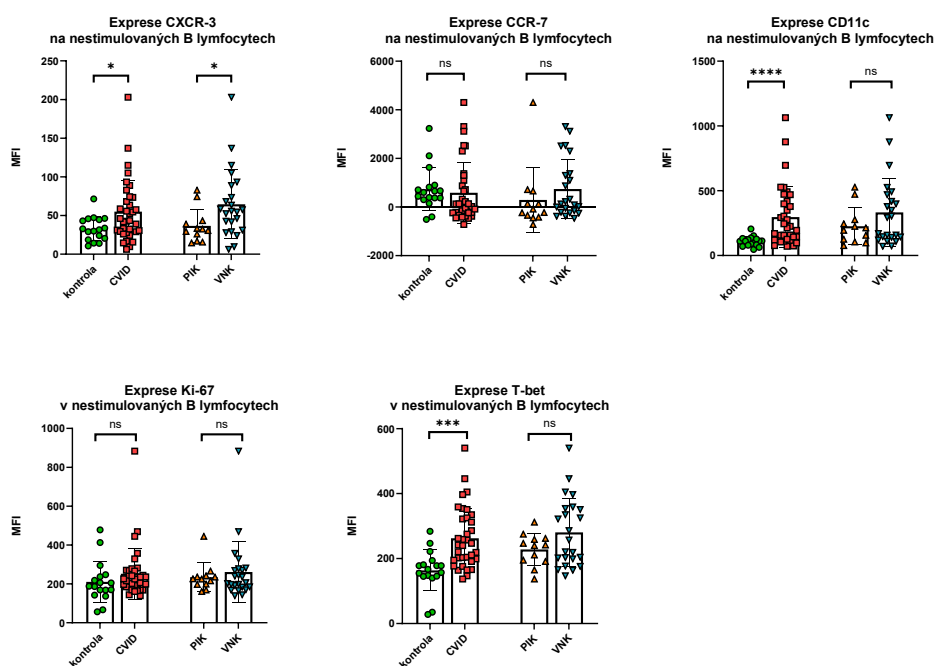 Exprese CXCR-3
na nestimulovaných B lymfocytech
250
200
150
100
50
0
MFI
*
*
kontrola
CVID
PIK
VNK
Exprese CCR-7
na nestimulovaných B lymfocytech
6000
4000
2000
0
-2000
MFI
ns
ns
kontrola
CVID
PIK
VNK
Exprese CD11c
na nestimulovaných B lymfocytech
1500
1000
500
0
MFI
****
ns
kontrola
CVID
PIK
VNK
Exprese Ki-67
v nestimulovaných B lymfocytech
1000
800
600
400
200
0
MFI
ns
ns
kontrola
CVID
PIK
VNK
Exprese T-bet
v nestimulovaných B lymfocytech
600
400
200
0
MFI
***
ns
kontrola
CVID
PIK
VNK